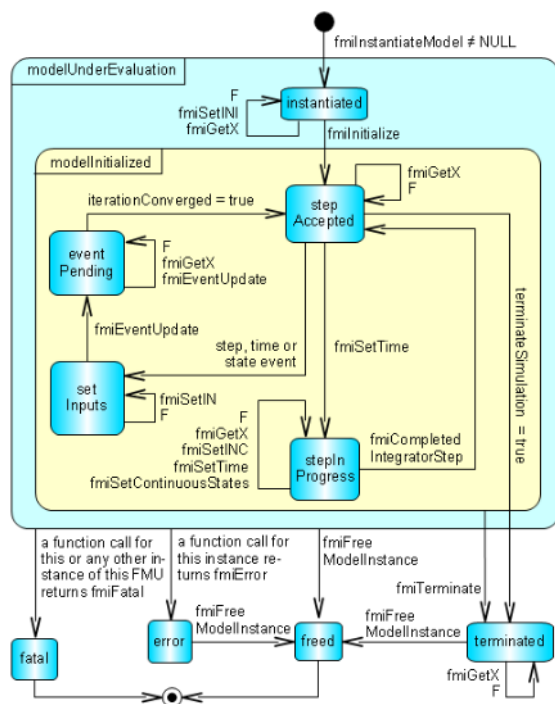 fmiInstantiateModel ≠ NULL
modelUnderEvaluation
F
fmiSetINI
fmiGetX
instantiated
fmiInitialize
modelInitialized
iterationConverged = true
step
Accepted
fmiGetX
F
event
Pending
F
fmiGetX
fmiEventUpdate
fmiEventUpdate
step, time or
state event
fmiSetTime
terminateSimulation = true
set
Inputs
fmiSetIN
F
F
fmiGetX
fmiSetINC
fmiSetTime
fmiSetContinuousStates
stepIn
Progress
fmiCompleted
IntegratorStep
a function call for
this or any other in-
stance of this FMU
returns fmiFatal
a function call for
this instance re-
turns fmiError
fmiFree
ModelInstance
fmiTerminate
fmiFree
ModelInstance
fmiFree
ModelInstance
fatal
error
freed
terminated
fmiGetX
F